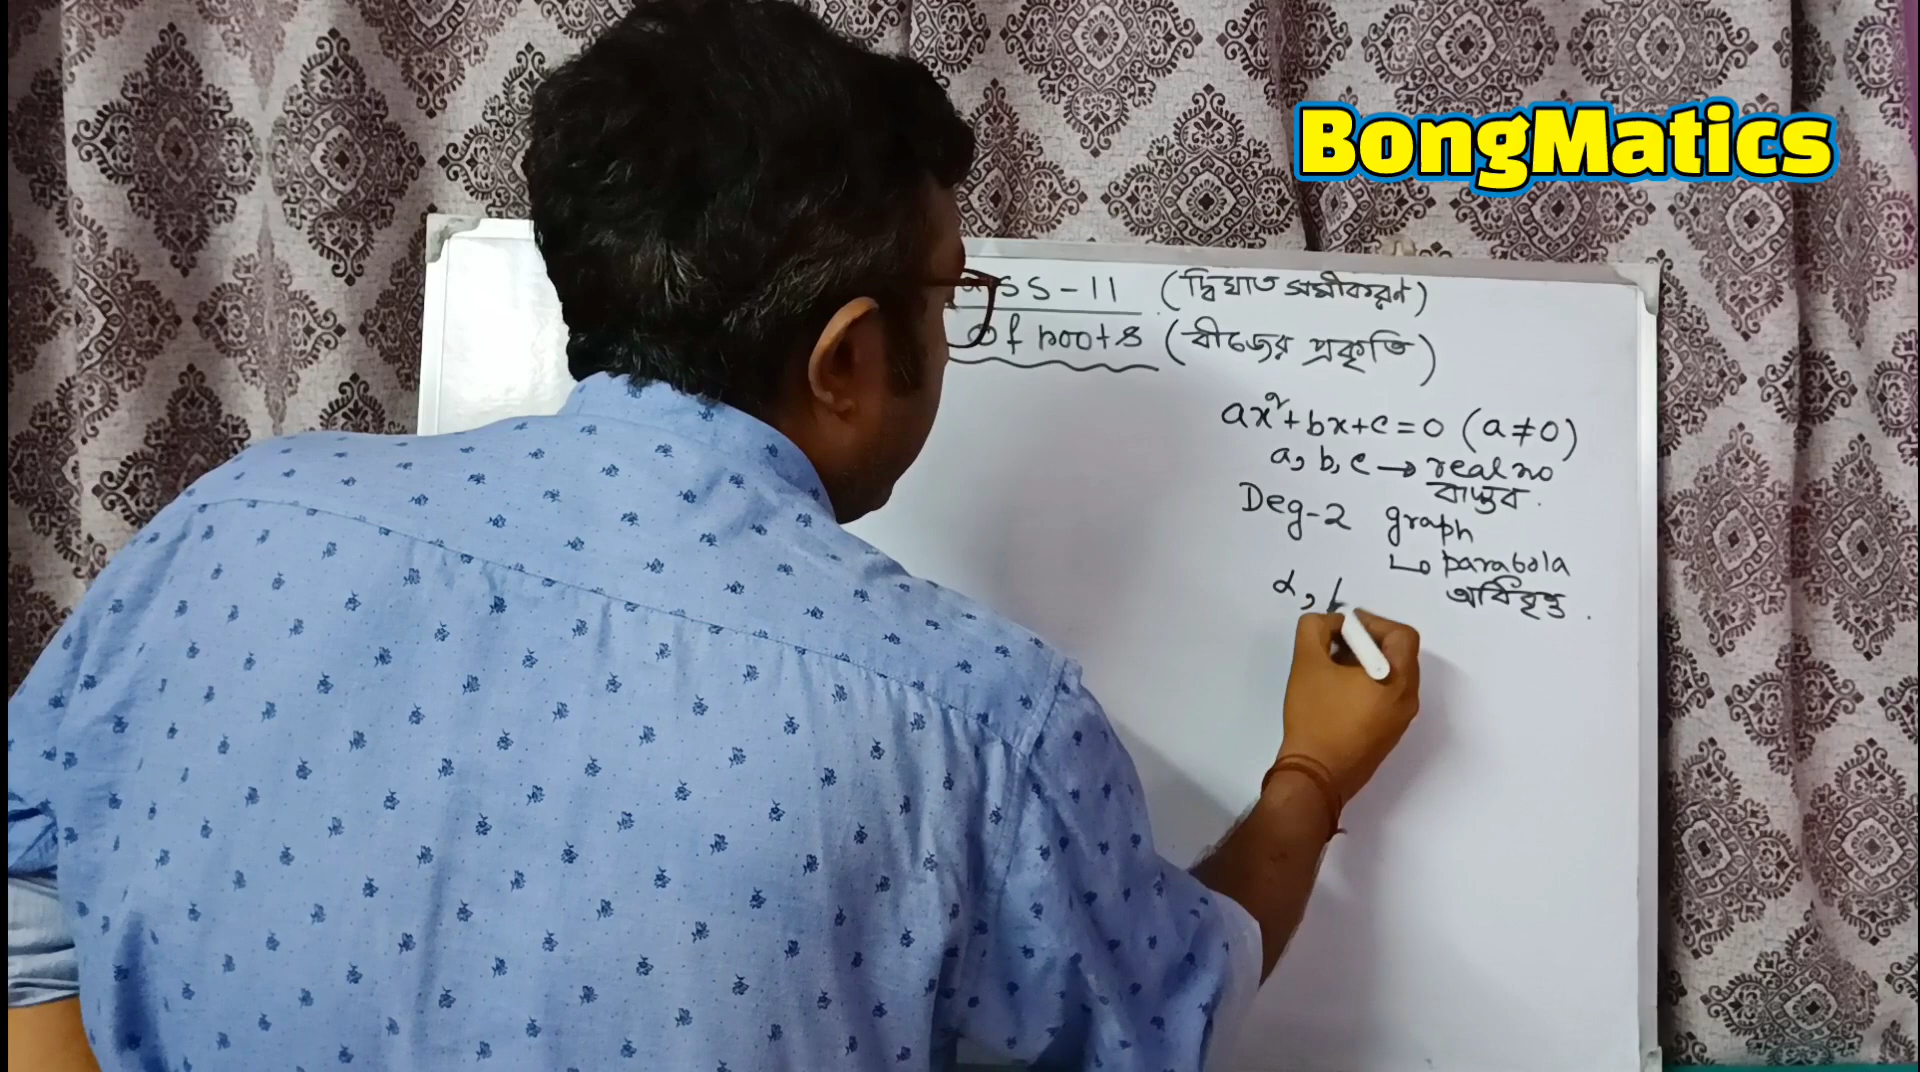 BongMatics
ss-11 (দ্বিঘাত সমীকরণ)
of roots (বীজের প্রকৃতি)
ax²+bx+c=0 (a≠0)
a, b, c → real no
বাস্তব.
Deg-2 graph
↳ parabola
α, অধিবৃত্ত.